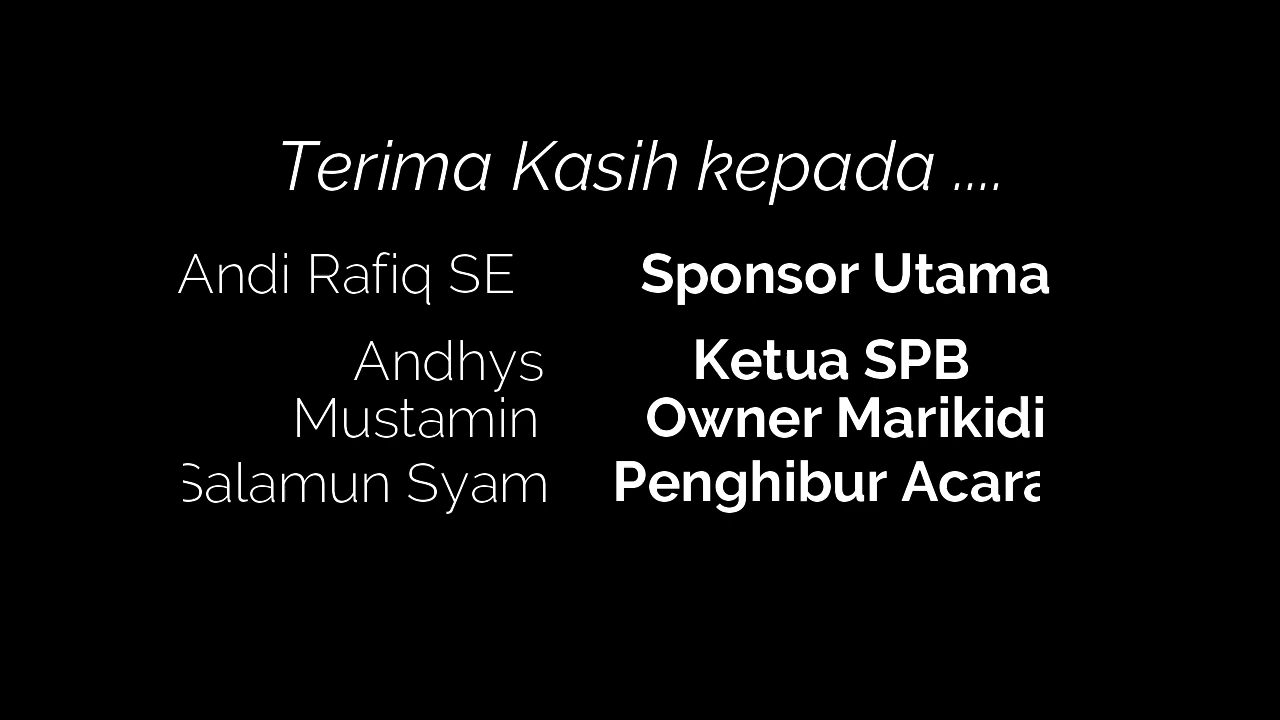 Terima Kasih kepada ....
Andi Rafiq SE Sponsor Utama
Andhys Ketua SPB
Mustamin Owner Marikidi
Salamun Syam Penghibur Acara